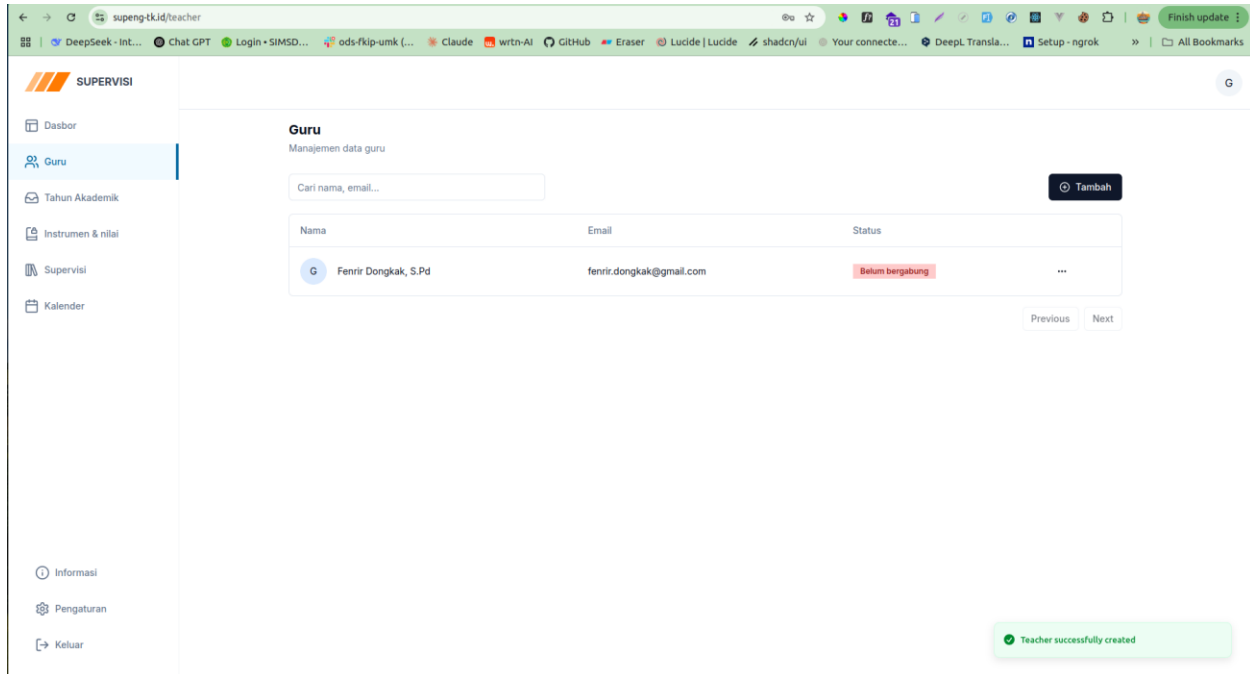 supeng-tk.id/teacher
21
Finish update
DeepSeek - Int... Chat GPT Login • SIMSD... ods-fkip-umk (... Claude wrtn-AI GitHub Eraser Lucide | Lucide shadcn/ui Your connecte... DeepL Transla... Setup - ngrok » All Bookmarks
SUPERVISI
G
Dasbor
Guru
Tahun Akademik
Instrumen & nilai
Supervisi
Kalender
Informasi
Pengaturan
Keluar
Guru
Manajemen data guru
Cari nama, email...
Tambah
Nama Email Status
G Fenrir Dongkak, S.Pd fenrir.dongkak@gmail.com Belum bergabung ...
Previous Next
Teacher successfully created